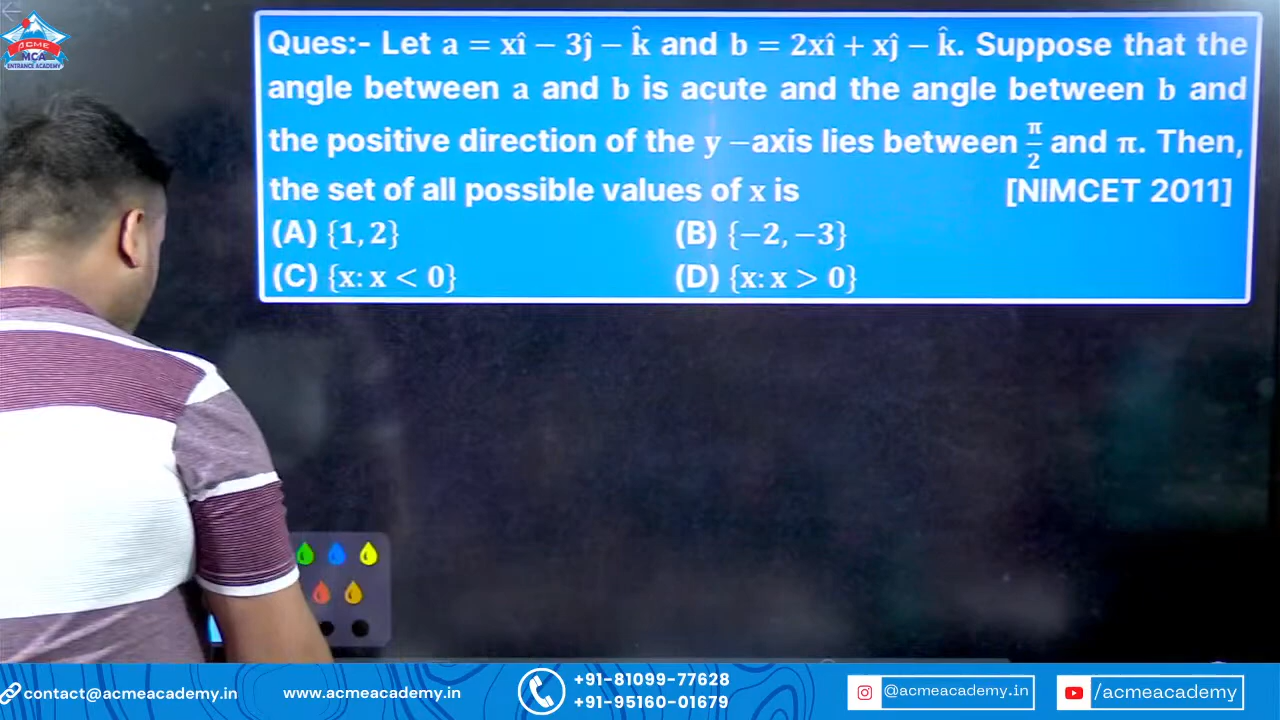 ACME
MCA
ENTRANCE ACADEMY
Ques:- Let a = xî − 3ĵ − k̂ and b = 2xî + xĵ − k̂. Suppose that the
angle between a and b is acute and the angle between b and
the positive direction of the y −axis lies between π/2 and π. Then,
the set of all possible values of x is [NIMCET 2011]
(A) {1, 2} (B) {−2, −3}
(C) {x: x < 0} (D) {x: x > 0}
contact@acmeacademy.in www.acmeacademy.in +91-81099-77628 @acmeacademy.in /acmeacademy
+91-95160-01679